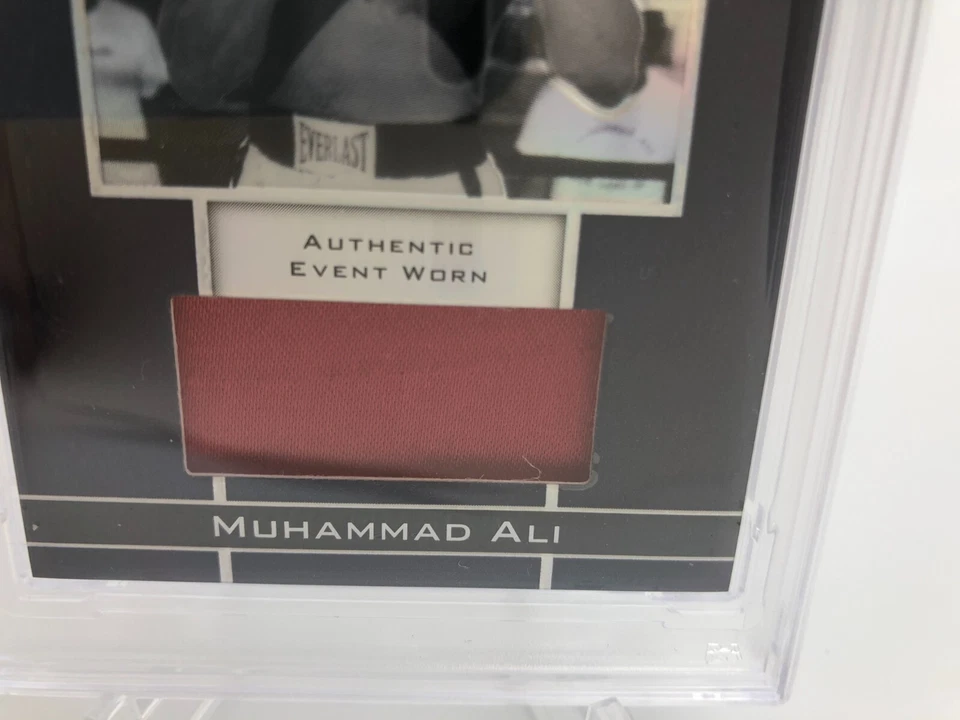 EVERLAST
AUTHENTIC
EVENT WORN
MUHAMMAD ALI